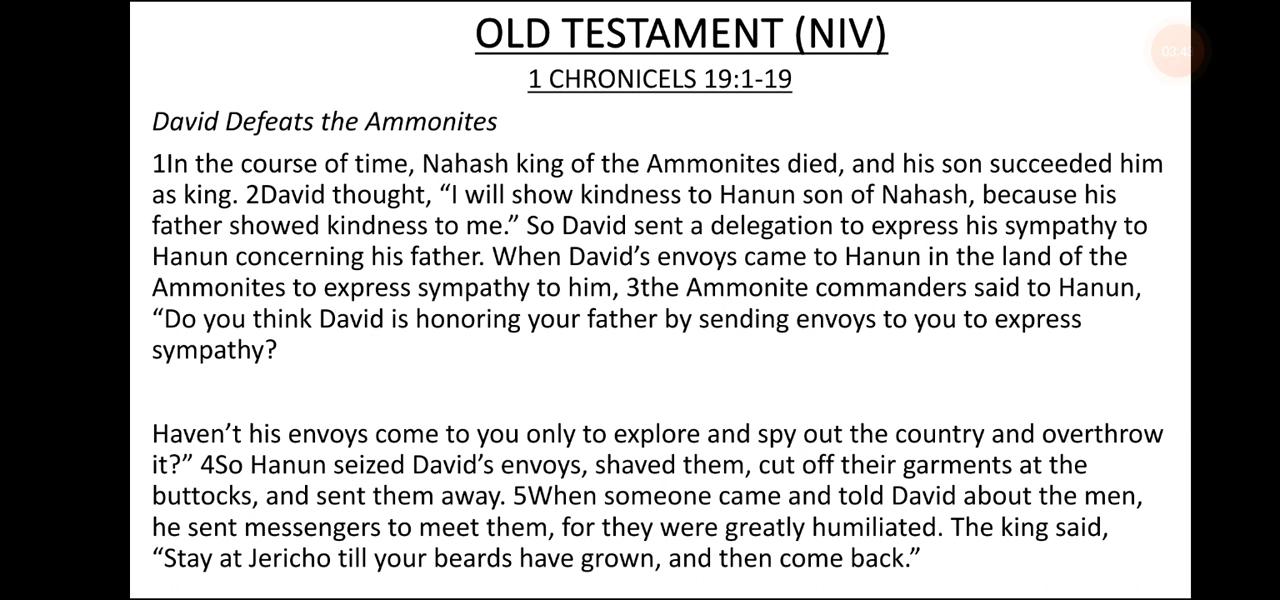 OLD TESTAMENT (NIV)
1 CHRONICELS 19:1-19
David Defeats the Ammonites
1In the course of time, Nahash king of the Ammonites died, and his son succeeded him
as king. 2David thought, “I will show kindness to Hanun son of Nahash, because his
father showed kindness to me.” So David sent a delegation to express his sympathy to
Hanun concerning his father. When David’s envoys came to Hanun in the land of the
Ammonites to express sympathy to him, 3the Ammonite commanders said to Hanun,
“Do you think David is honoring your father by sending envoys to you to express
sympathy?
Haven’t his envoys come to you only to explore and spy out the country and overthrow
it?” 4So Hanun seized David’s envoys, shaved them, cut off their garments at the
buttocks, and sent them away. 5When someone came and told David about the men,
he sent messengers to meet them, for they were greatly humiliated. The king said,
“Stay at Jericho till your beards have grown, and then come back.”